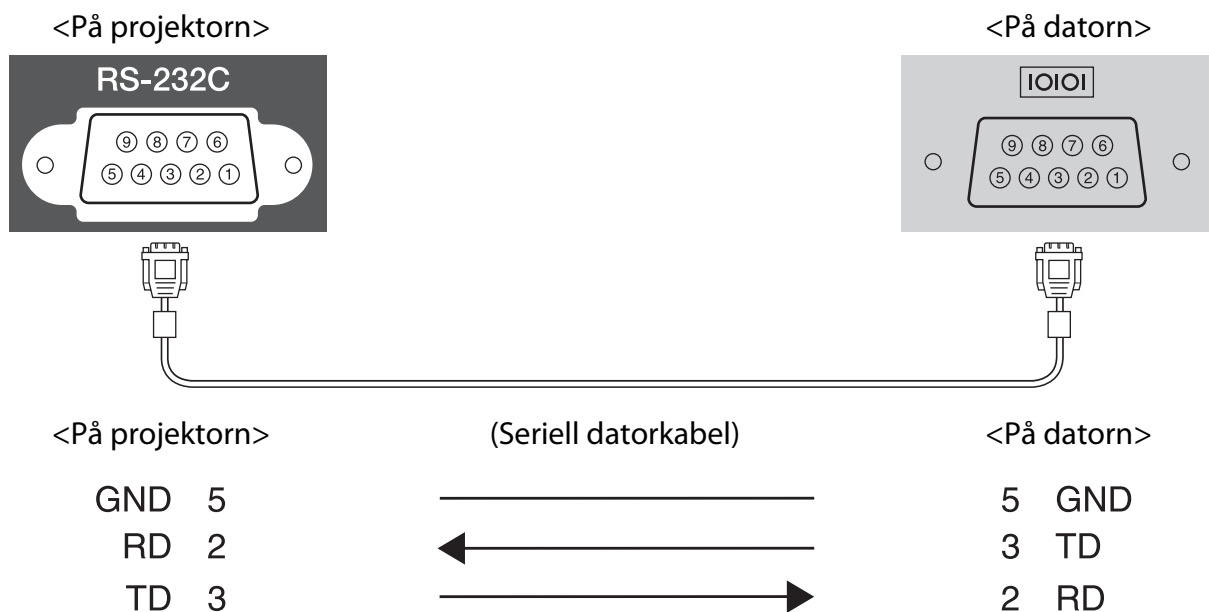 <På projektorn> <På datorn>
RS-232C IOIOI
⑨ ⑧ ⑦ ⑥ ⑨ ⑧ ⑦ ⑥
⑤ ④ ③ ② ① ⑤ ④ ③ ② ①
<På projektorn> (Seriell datorkabel) <På datorn>
GND 5 5 GND
RD 2 3 TD
TD 3 2 RD